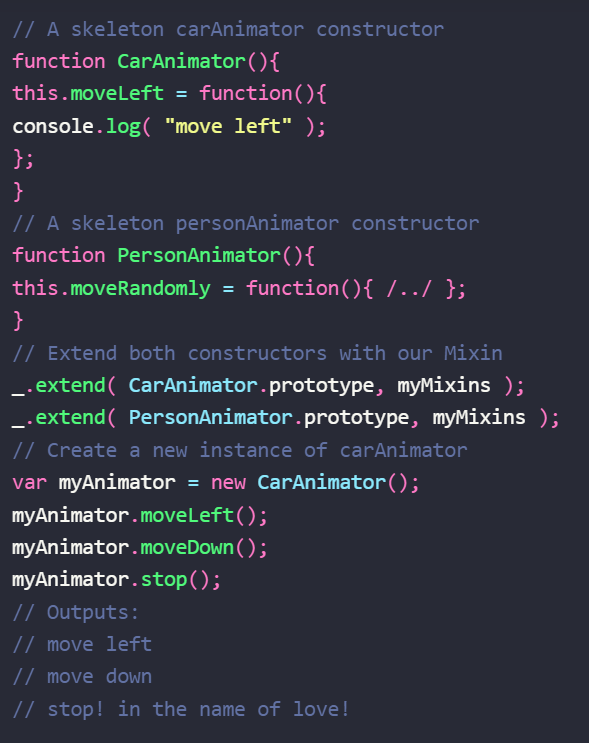 // A skeleton carAnimator constructor
function CarAnimator(){
this.moveLeft = function(){
console.log( "move left" );
};
}
// A skeleton personAnimator constructor
function PersonAnimator(){
this.moveRandomly = function(){ /../ };
}
// Extend both constructors with our Mixin
_.extend( CarAnimator.prototype, myMixins );
_.extend( PersonAnimator.prototype, myMixins );
// Create a new instance of carAnimator
var myAnimator = new CarAnimator();
myAnimator.moveLeft();
myAnimator.moveDown();
myAnimator.stop();
// Outputs:
// move left
// move down
// stop! in the name of love!